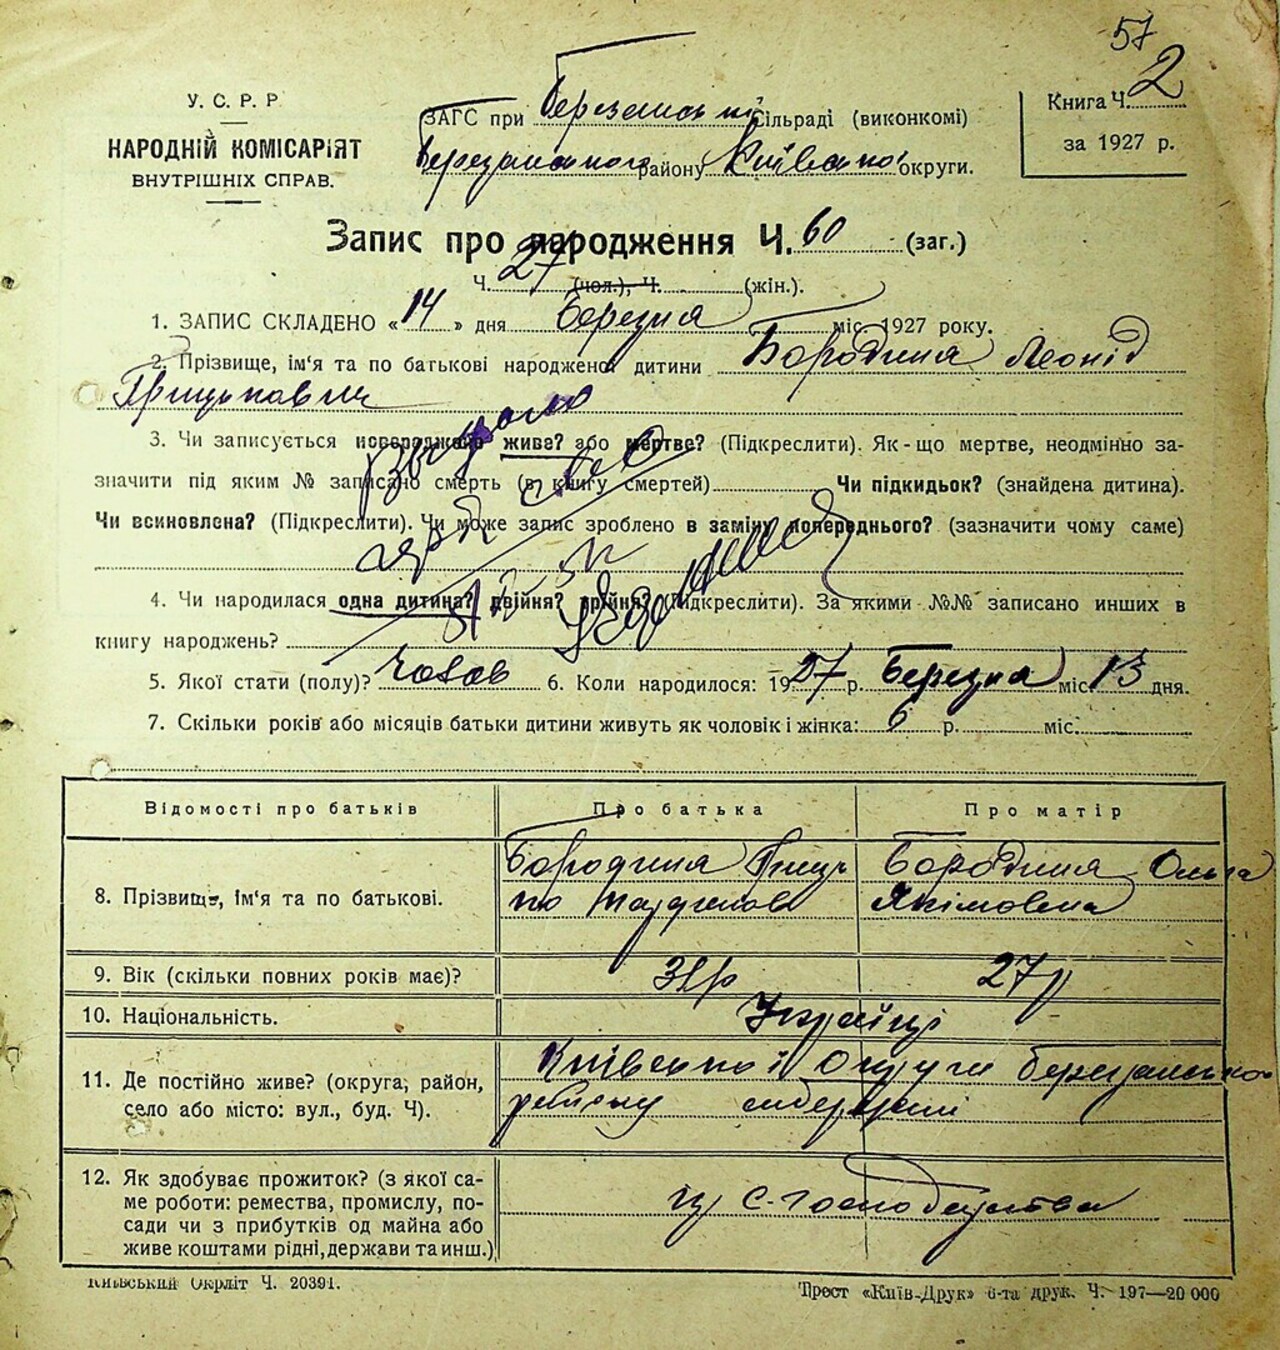 57
2
У. С. Р. Р
НАРОДНІЙ КОМІСАРІЯТ
ВНУТРІШНІХ СПРАВ.
ЗАГС при Березанській Сільраді (виконкомі)
Березанського району Київської округи.
Книга Ч. 2
за 1927 р.
Запис про народження Ч. 60 (заг.)
Ч. 27 (чол.), Ч. (жін.).
1. ЗАПИС СКЛАДЕНО «14» дня Березня міс. 1927 року.
2. Прізвище, ім'я та по батькові народженої дитини Бородина Леонід
3. Чи записується новороджене живе? або мертве? (Підкреслити). Як-що мертве, неодмінно за-
значити під яким № записано смерть (в книгу смертей) Чи підкидьок? (знайдена дитина).
Чи всиновлена? (Підкреслити). Чи може запис зроблено в заміну попереднього? (зазначити чому саме)
4. Чи народилася одна дитина? двійня? трійня? (Підкреслити). За якими №№ записано инших в
книгу народжень?
5. Якої стати (полу)? чолов 6. Коли народилося: 1927 р. Березня міс 13 дня.
7. Скільки років або місяців батьки дитини живуть як чоловік і жінка: 6 р. міс.
Відомості про батьків Про батька Про матір
8. Прізвище, ім'я та по батькові.
Бородина Бородина Ольга
Якімовна
9. Вік (скільки повних років має)? 27 р
10. Національність. Українці
11. Де постійно живе? (округа, район,
село або місто: вул., буд. Ч).
Київської Округи Березанського
району
12. Як здобуває прожиток? (з якої са-
ме роботи: ремества, промислу, по-
сади чи з прибутків од майна або
живе коштами рідні, держави та инш.)
С-Господарства
Київський Окрліт Ч. 20391.
Трест «Київ-Друк» 6-та друк. Ч. 197—20 000